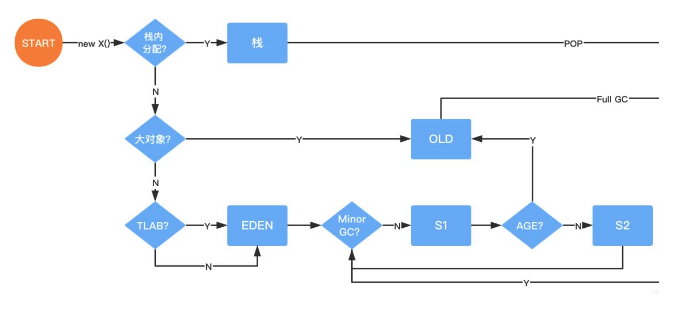 START
new X()
栈内
分配?
Y
栈
POP
N
Full GC
大对象?
Y
OLD
Y
N
TLAB?
Y
EDEN
Minor
GC?
N
S1
AGE?
N
S2
N
Y